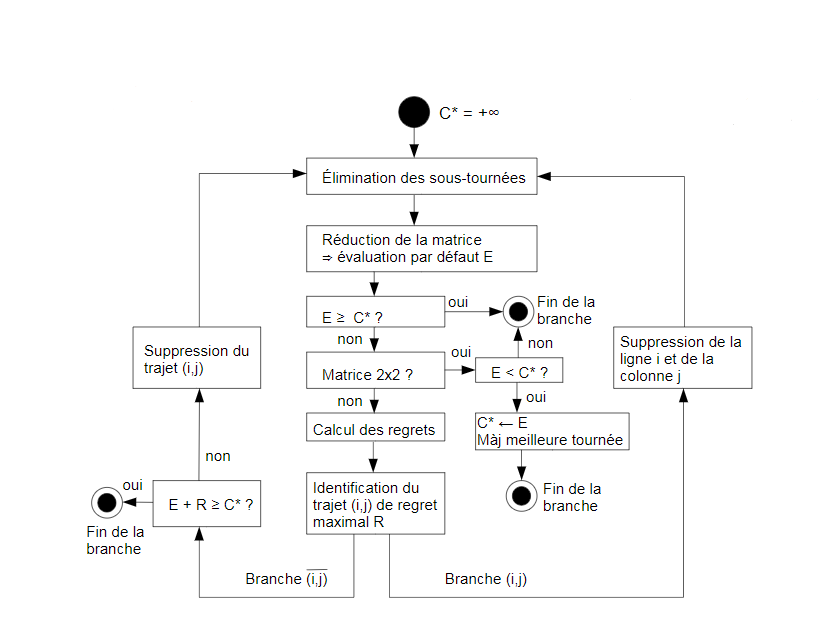 C* = +∞
Élimination des sous-tournées
Réduction de la matrice
⇒ évaluation par défaut E
E ≥ C* ?
oui
Fin de la
branche
non
non
Suppression du
trajet (i,j)
Suppression de la
ligne i et de la
colonne j
Matrice 2x2 ?
oui
E < C* ?
non
oui
Calcul des regrets
C* ← E
Màj meilleure tournée
non
oui
E + R ≥ C* ?
Fin de la
branche
Identification du
trajet (i,j) de regret
maximal R
Fin de la
branche
Branche (i,j)
Branche (i,j)